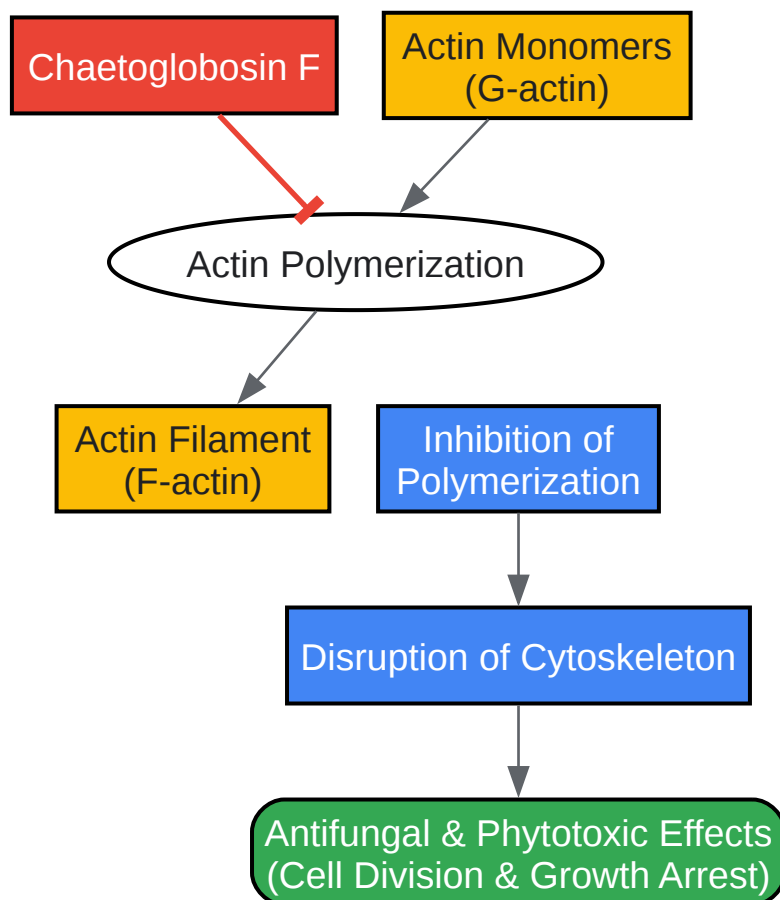 Chaetoglobosin F
Actin Monomers
(G-actin)
Actin Polymerization
Actin Filament
(F-actin)
Inhibition of
Polymerization
Disruption of Cytoskeleton
Antifungal & Phytotoxic Effects
(Cell Division & Growth Arrest)